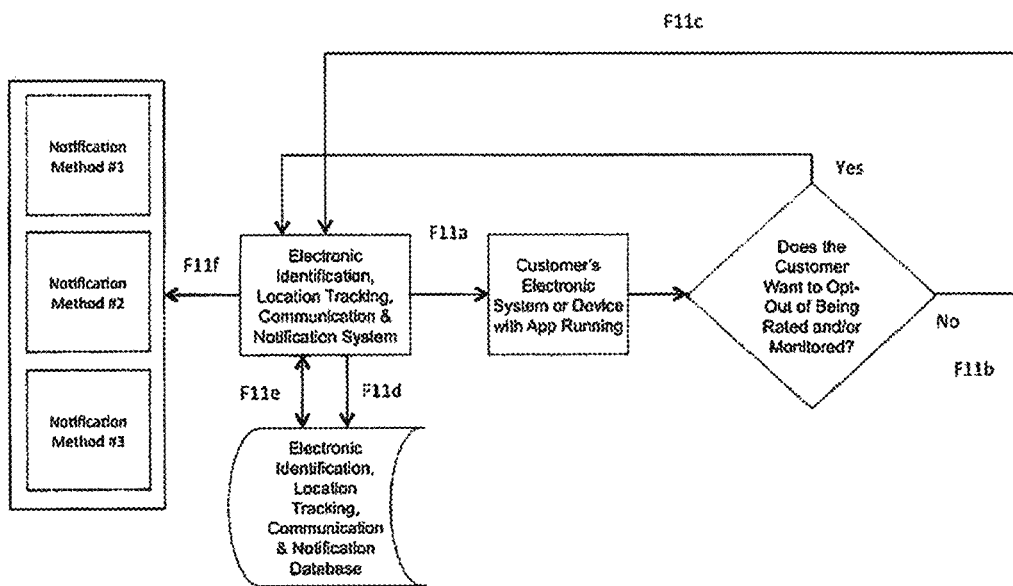 F11c
Notification
Method #1
Yes
F11a
Electronic
Identification,
Location Tracking,
Communication &
Notification System
Does the
Customer
Want to Opt-
Out of Being
Rated and/or
Monitored?
Customer's
Electronic
System or Device
with App Running
F11f
Notification
Method #2
No
F11b
F11e
F11d
Notification
Method #3
Electronic
Identification,
Location
Tracking,
Communication
& Notification
Database